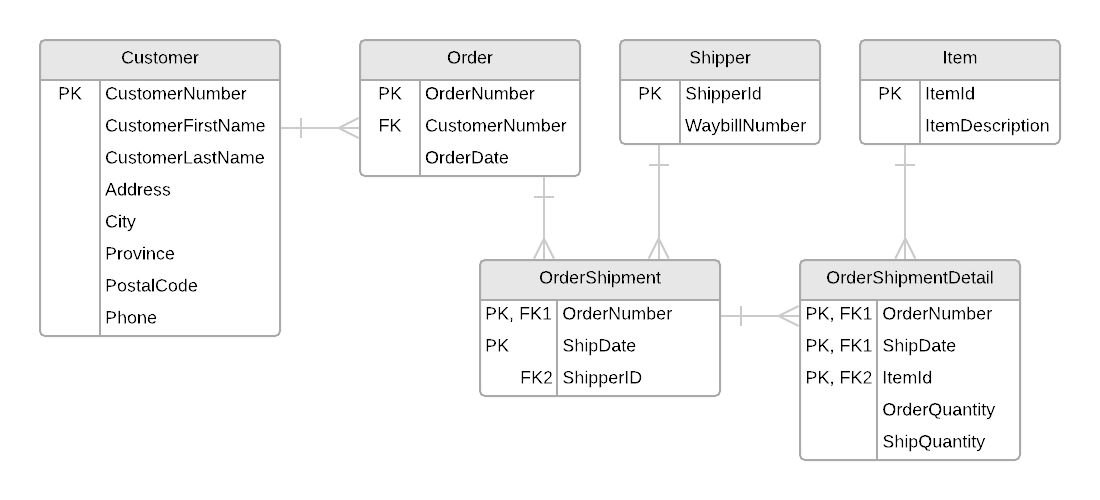 Customer
PK CustomerNumber
CustomerFirstName
CustomerLastName
Address
City
Province
PostalCode
Phone
Order
PK OrderNumber
FK CustomerNumber
OrderDate
Shipper
PK ShipperId
WaybillNumber
Item
PK ItemId
ItemDescription
OrderShipment
PK, FK1 OrderNumber
PK ShipDate
FK2 ShipperID
OrderShipmentDetail
PK, FK1 OrderNumber
PK, FK1 ShipDate
PK, FK2 ItemId
OrderQuantity
ShipQuantity